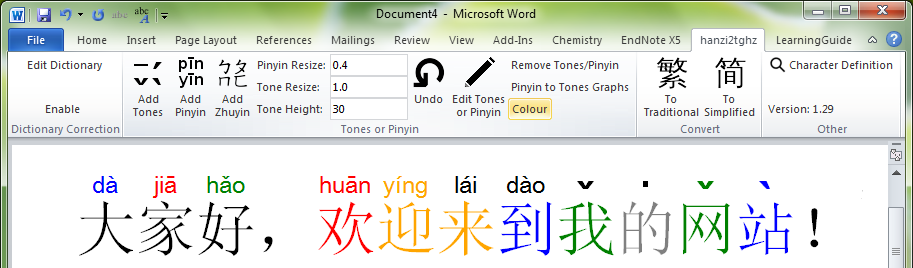 Document4 - Microsoft Word
File Home Insert Page Layout References Mailings Review View Add-Ins Chemistry EndNote X5 hanzi2tghz LearningGuide
Edit Dictionary
Enable
Dictionary Correction
Add Tones
pīn yīn
Add Pinyin
ㄅㄆㄈ
Add Zhuyin
Pinyin Resize: 0.4
Tone Resize: 1.0
Tone Height: 30
Undo
Edit Tones or Pinyin
Remove Tones/Pinyin
Pinyin to Tones Graphs
Colour
Tones or Pinyin
繁
To Traditional
简
To Simplified
Convert
Character Definition
Version: 1.29
Other
dà jiā hǎo huān yíng lái dào
大家好，欢迎来到我的网站！